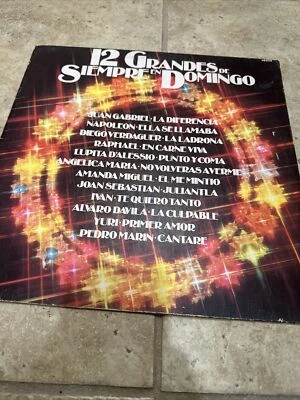 12 GRANDES DE
SIEMPRE EN DOMINGO
JUAN GABRIEL · LA DIFERENCIA
NAPOLEON · ELLA SE LLAMABA
DIEGO VERDAGUER · LA LADRONA
RAPHAEL · EN CARNE VIVA
LUPITA D'ALESSIO · PUNTO Y COMA
ANGELICA MARIA · NO VOLVERAS A VERME
AMANDA MIGUEL · EL ME MINTIO
JOAN SEBASTIAN · JULIANTLA
IVAN · TE QUIERO TANTO
ALVARO DAVILA · LA CULPABLE
YURI · PRIMER AMOR
PEDRO MARIN · CANTARE